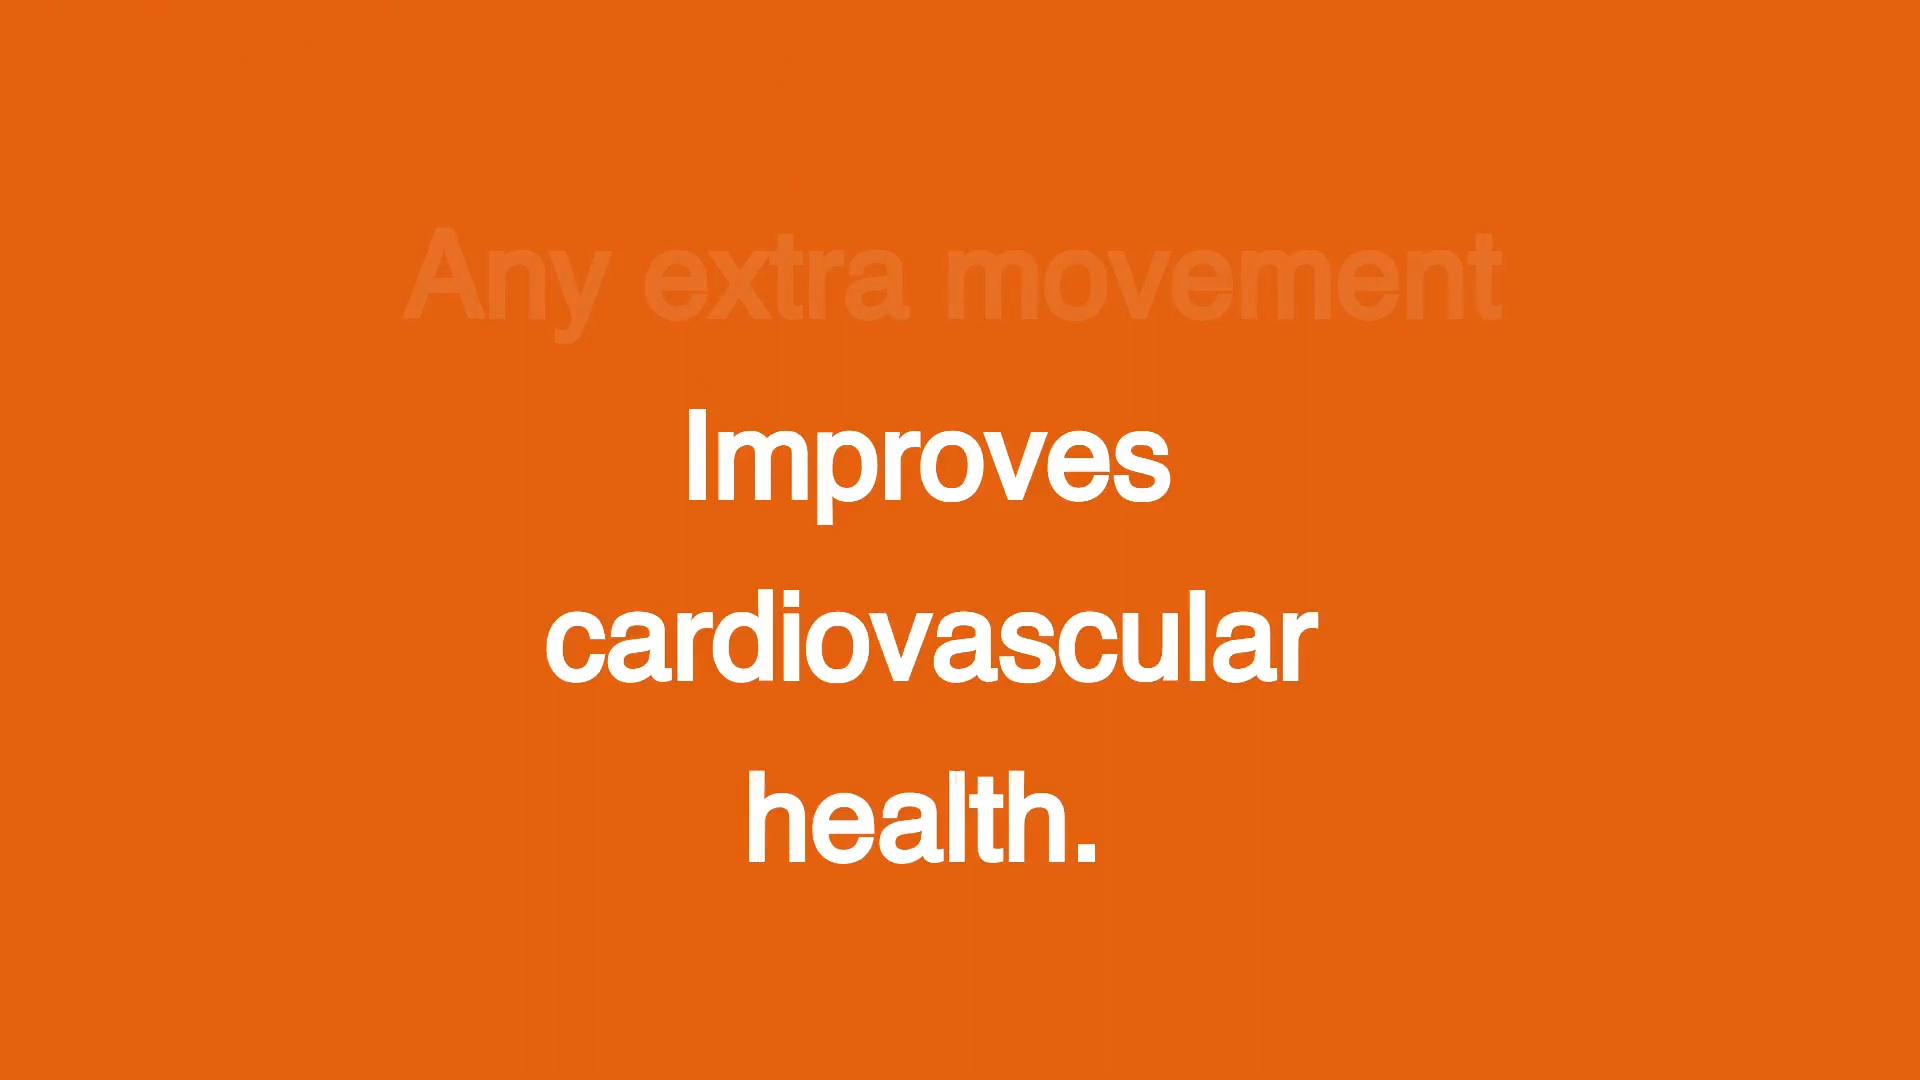 Any extra movement
Improves
cardiovascular
health.